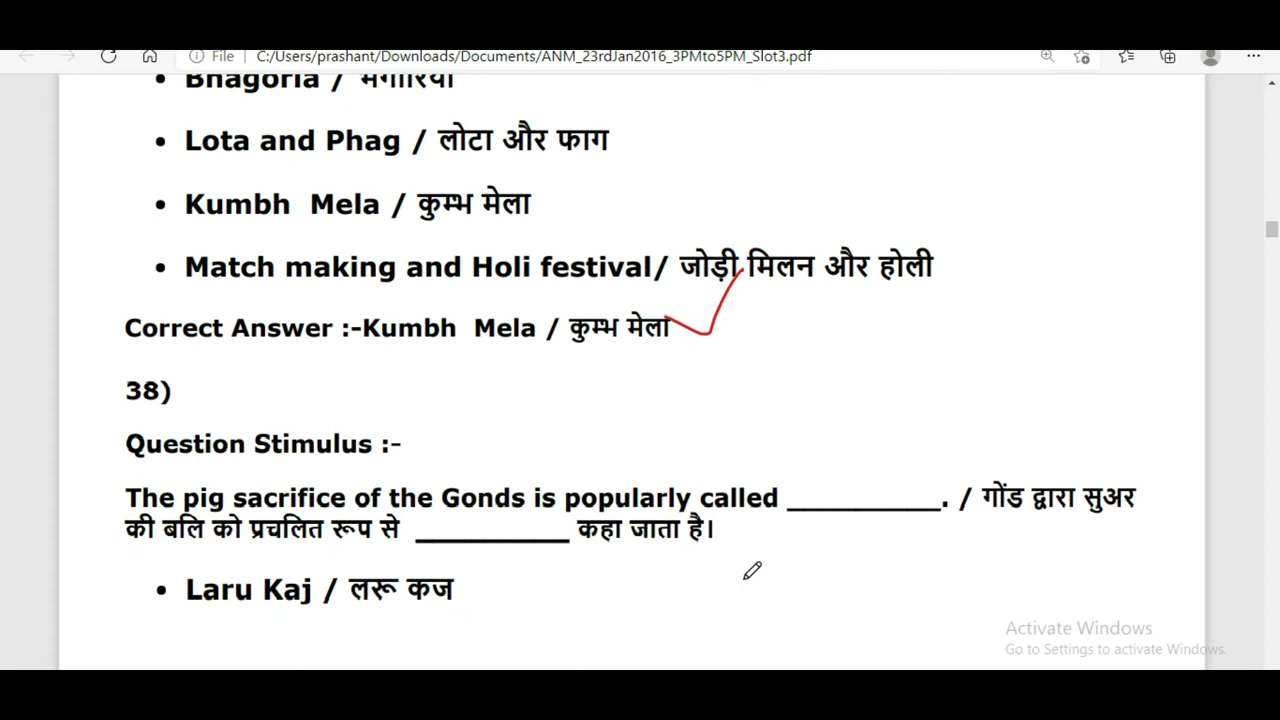 File C:/Users/prashant/Downloads/Documents/ANM_23rdJan2016_3PMto5PM_Slot3.pdf
• Bhagoria / भगोरिया
• Lota and Phag / लोटा और फाग
• Kumbh Mela / कुम्भ मेला
• Match making and Holi festival/ जोड़ी मिलन और होली
Correct Answer :-Kumbh Mela / कुम्भ मेला
38)
Question Stimulus :-
The pig sacrifice of the Gonds is popularly called ___________. / गोंड द्वारा सुअर
की बलि को प्रचलित रूप से ___________ कहा जाता है।
• Laru Kaj / लरू कज
Activate Windows
Go to Settings to activate Windows.